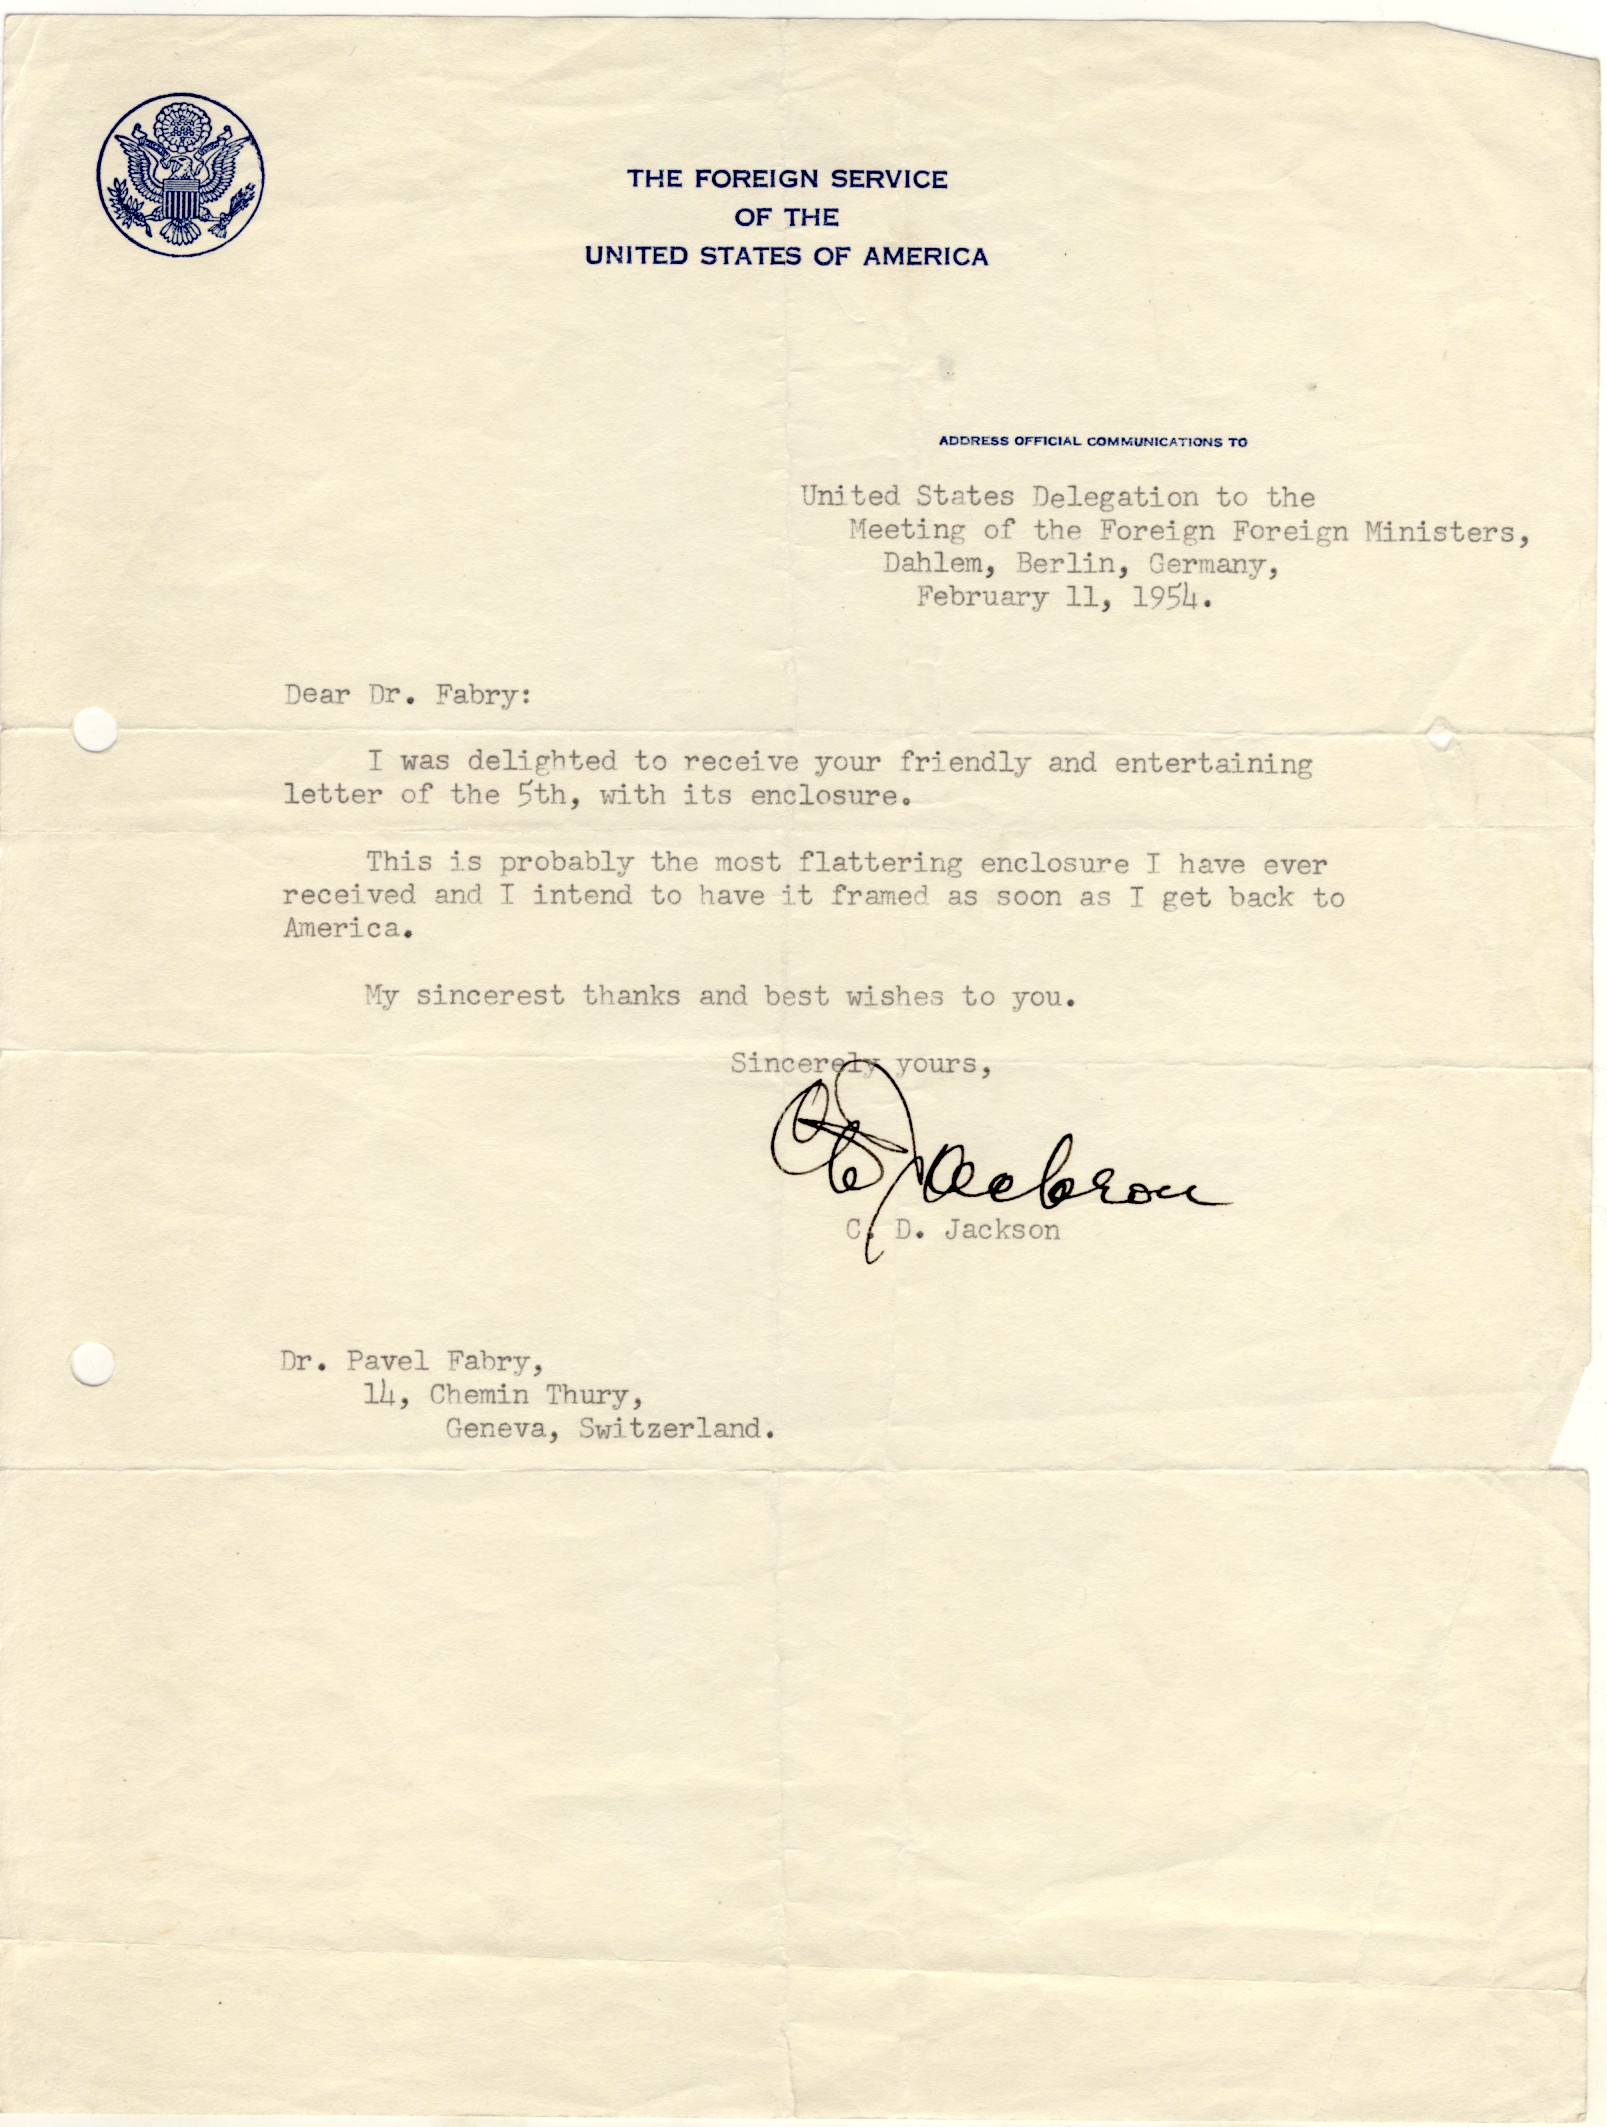 THE FOREIGN SERVICE
OF THE
UNITED STATES OF AMERICA
ADDRESS OFFICIAL COMMUNICATIONS TO
United States Delegation to the
Meeting of the Foreign Foreign Ministers,
Dahlem, Berlin, Germany,
February 11, 1954.
Dear Dr. Fabry:
I was delighted to receive your friendly and entertaining
letter of the 5th, with its enclosure.
This is probably the most flattering enclosure I have ever
received and I intend to have it framed as soon as I get back to
America.
My sincerest thanks and best wishes to you.
Sincerely yours,
CD Jackson
C. D. Jackson
Dr. Pavel Fabry,
14, Chemin Thury,
Geneva, Switzerland.